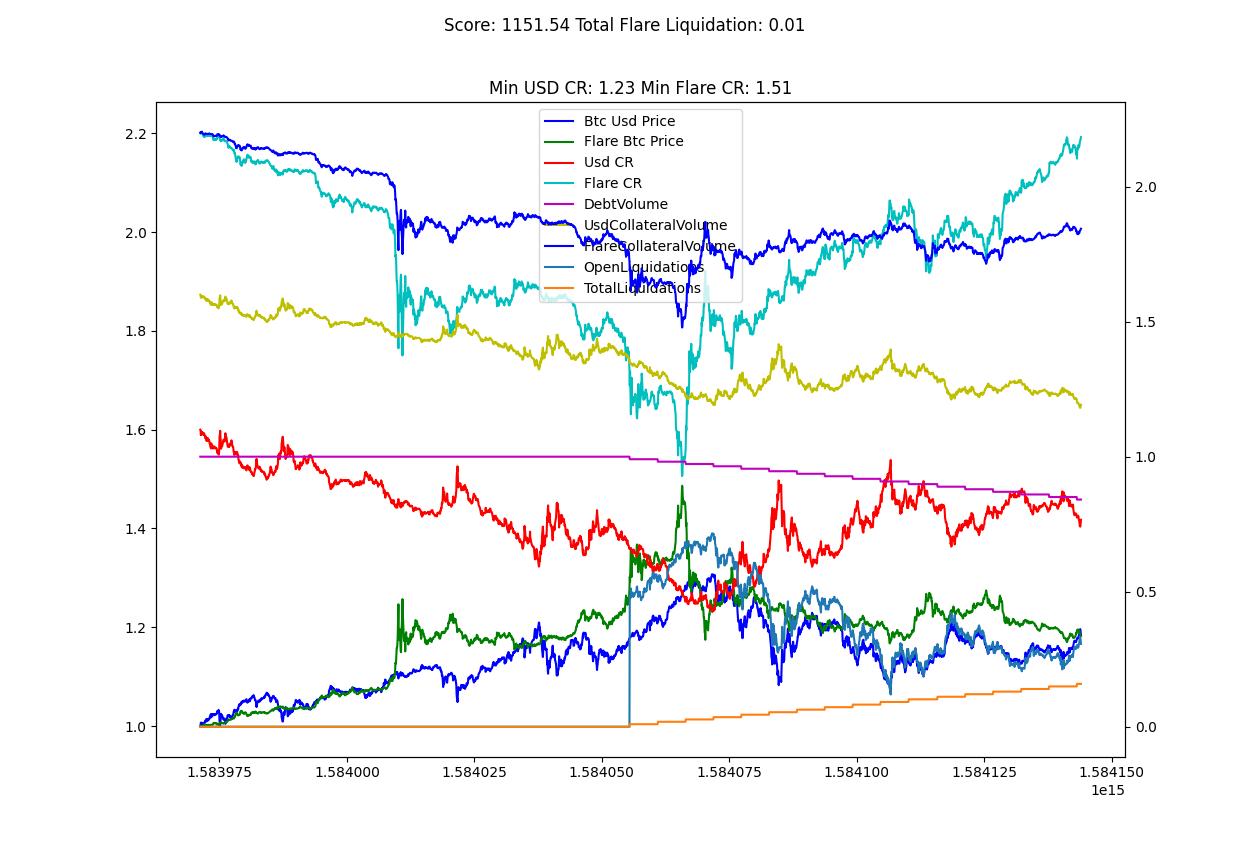 Score: 1151.54 Total Flare Liquidation: 0.01
Min USD CR: 1.23 Min Flare CR: 1.51
Btc Usd Price
Flare Btc Price
Usd CR
Flare CR
DebtVolume
UsdCollateralVolume
FlareCollateralVolume
OpenLiquidations
TotalLiquidations
2.2
2.0
1.8
1.6
1.4
1.2
1.0
2.0
1.5
1.0
0.5
0.0
1.583975 1.584000 1.584025 1.584050 1.584075 1.584100 1.584125 1.584150
1e15